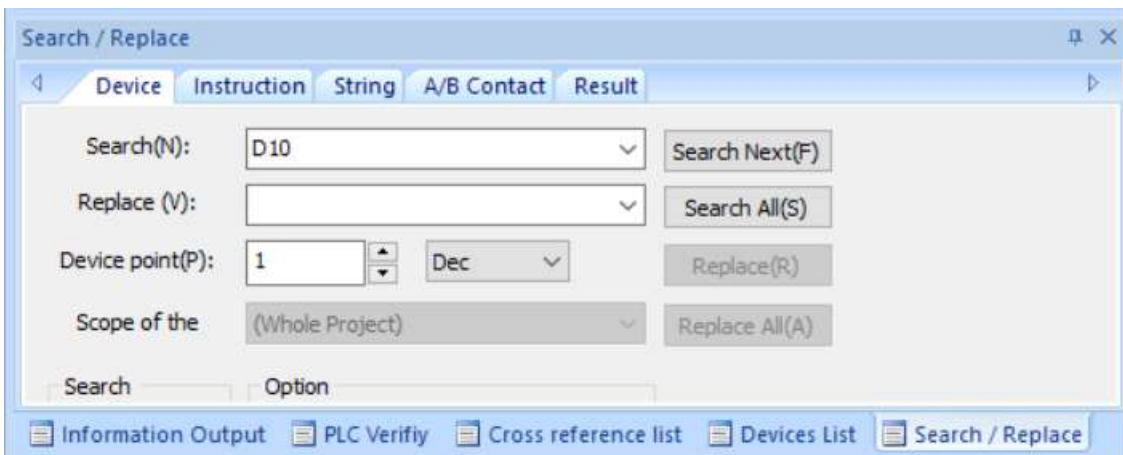 Search / Replace
Device Instruction String A/B Contact Result
Search(N): D10 Search Next(F)
Replace (V): Search All(S)
Device point(P): 1 Dec Replace(R)
Scope of the (Whole Project) Replace All(A)
Search Option
Information Output PLC Verifiy Cross reference list Devices List Search / Replace